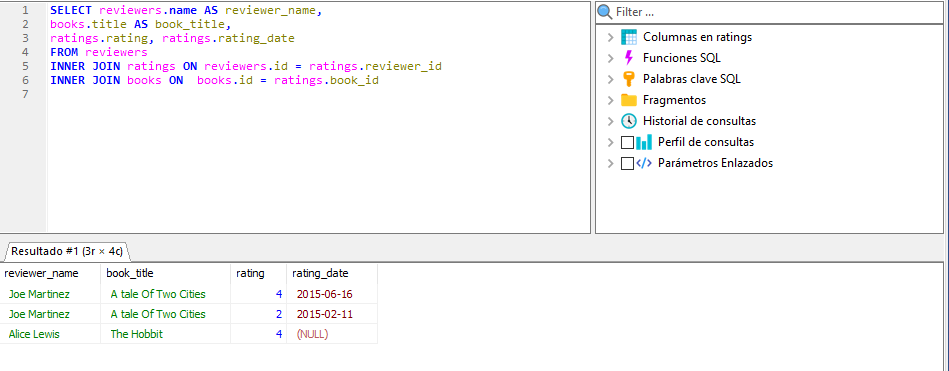 1 SELECT reviewers.name AS reviewer_name,
2 books.title AS book_title,
3 ratings.rating, ratings.rating_date
4 FROM reviewers
5 INNER JOIN ratings ON reviewers.id = ratings.reviewer_id
6 INNER JOIN books ON  books.id = ratings.book_id
7
Filter ...
Columnas en ratings
Funciones SQL
Palabras clave SQL
Fragmentos
Historial de consultas
Perfil de consultas
Parámetros Enlazados
Resultado #1 (3r × 4c)
reviewer_name book_title rating rating_date
Joe Martinez A tale Of Two Cities 4 2015-06-16
Joe Martinez A tale Of Two Cities 2 2015-02-11
Alice Lewis The Hobbit 4 (NULL)